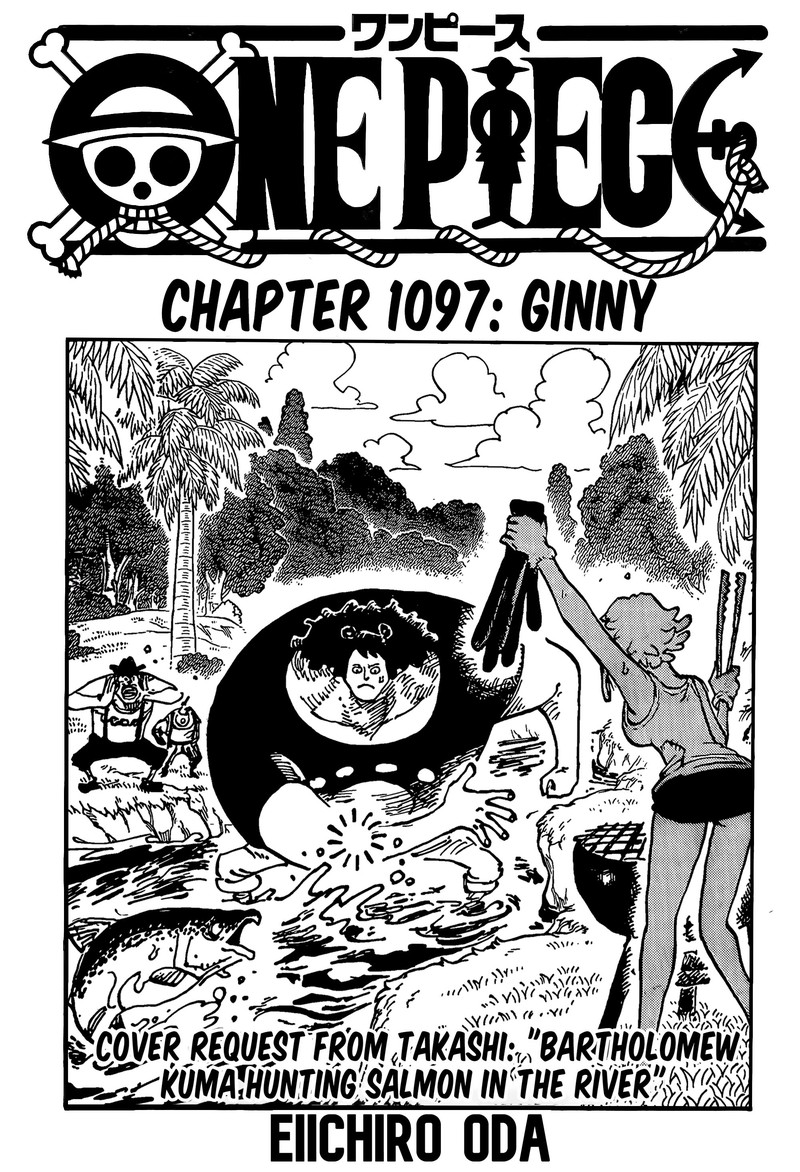 ワンピース
ONE PIECE
CHAPTER 1097: GINNY
COVER REQUEST FROM TAKASHI: "BARTHOLOMEW
KUMA HUNTING SALMON IN THE RIVER"
EIICHIRO ODA